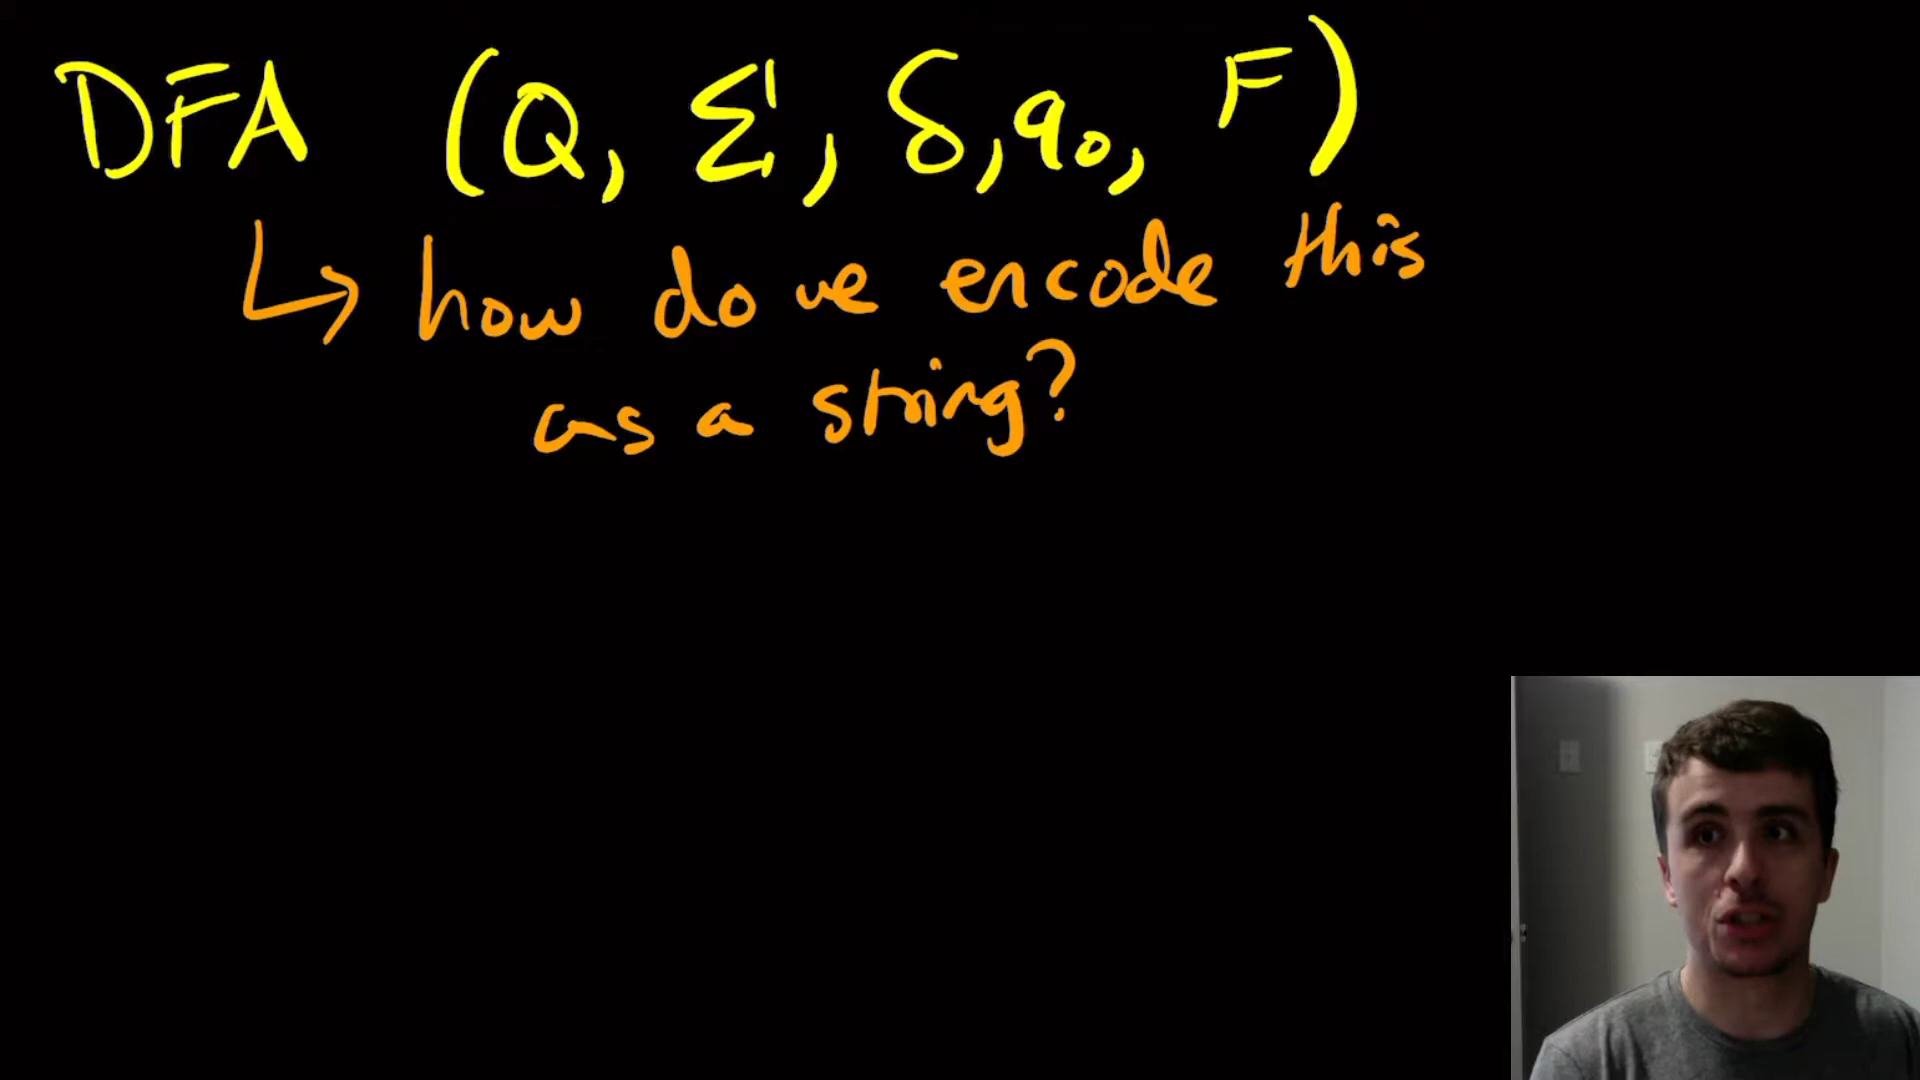 DFA (Q, Σ, δ, q₀, F)
↳ how do we encode this
as a string?